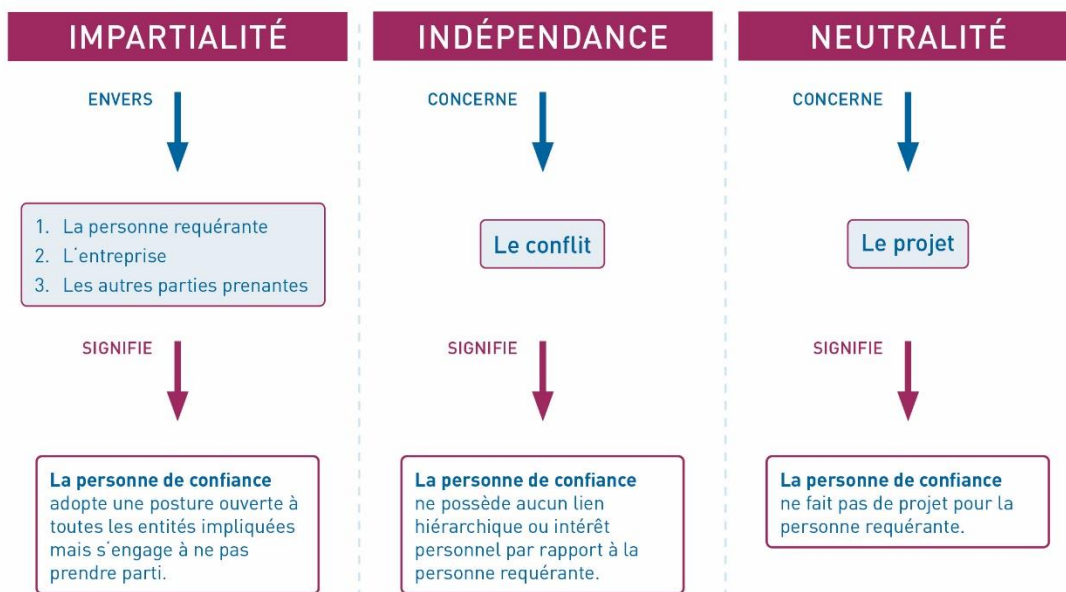 IMPARTIALITÉ
ENVERS
1. La personne requérante
2. L'entreprise
3. Les autres parties prenantes
SIGNIFIE
La personne de confiance
adopte une posture ouverte à
toutes les entités impliquées
mais s'engage à ne pas
prendre parti.
INDÉPENDANCE
CONCERNE
Le conflit
SIGNIFIE
La personne de confiance
ne possède aucun lien
hiérarchique ou intérêt
personnel par rapport à la
personne requérante.
NEUTRALITÉ
CONCERNE
Le projet
SIGNIFIE
La personne de confiance
ne fait pas de projet pour la
personne requérante.